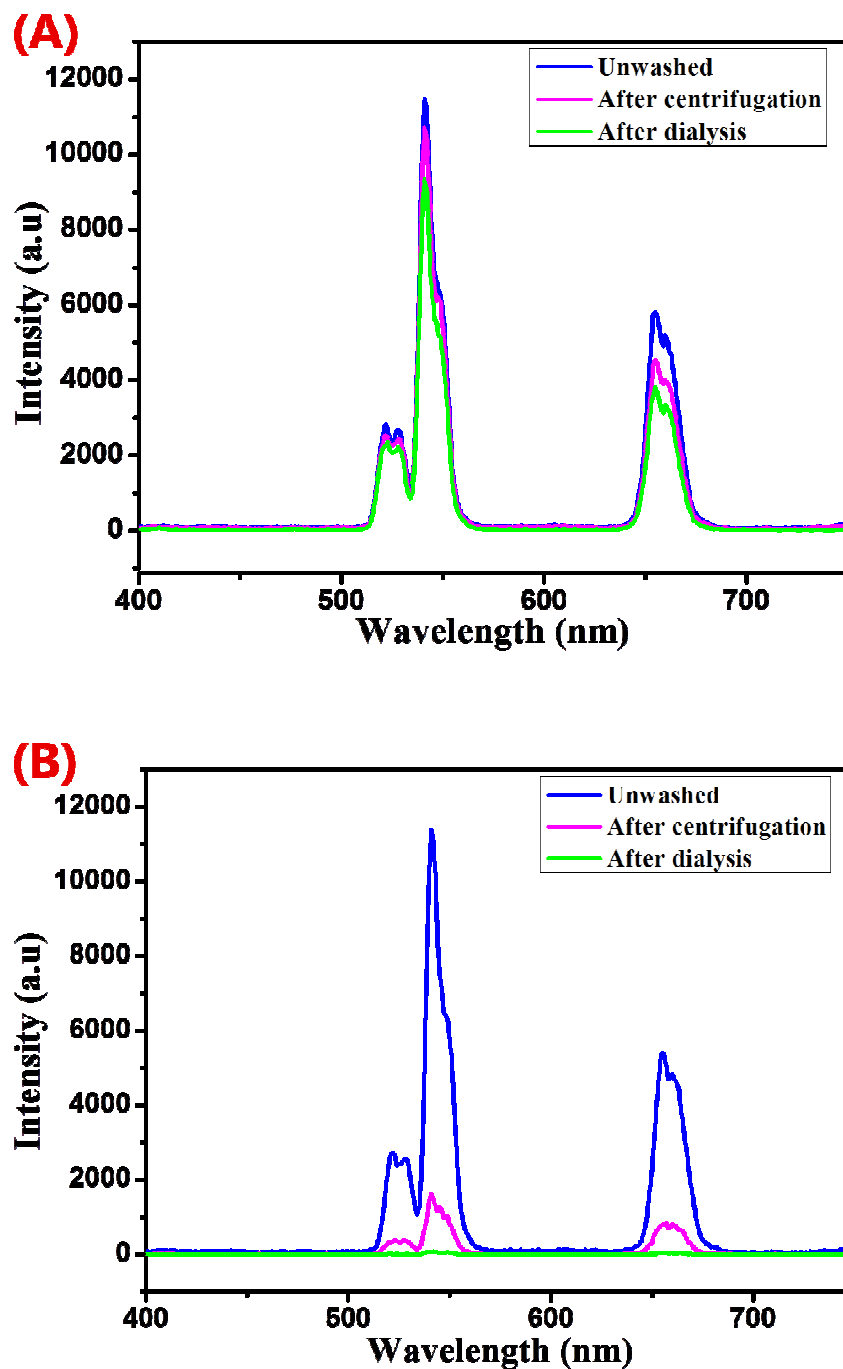 (A)
Unwashed
After centrifugation
After dialysis
12000
10000
8000
6000
4000
2000
0
Intensity (a.u)
400
500
600
700
Wavelength (nm)
(B)
Unwashed
After centrifugation
After dialysis
12000
10000
8000
6000
4000
2000
0
Intensity (a.u)
400
500
600
700
Wavelength (nm)